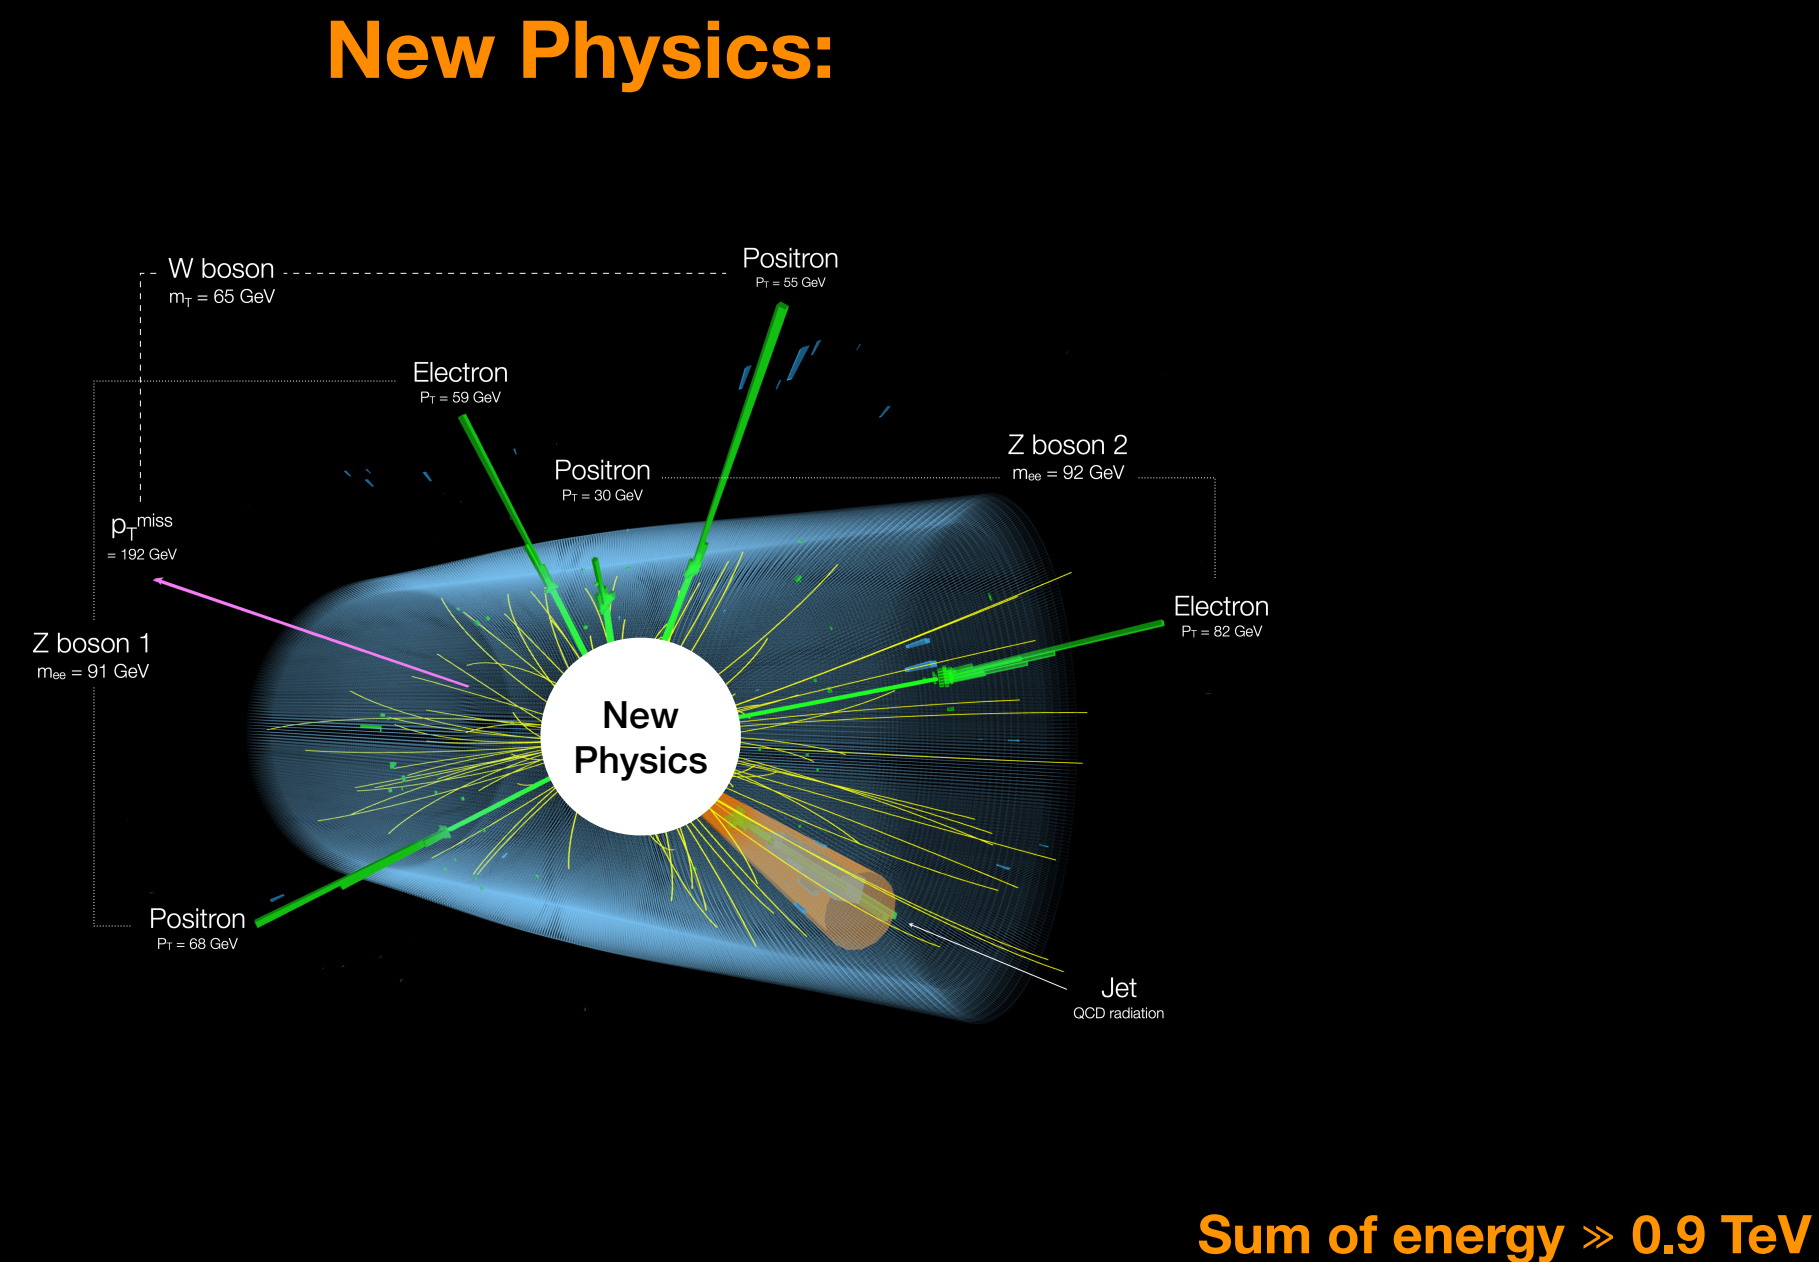 New Physics:
W boson
mT = 65 GeV
Positron
PT = 55 GeV
Electron
PT = 59 GeV
Positron
PT = 30 GeV
Z boson 2
mee = 92 GeV
pTmiss
= 192 GeV
Electron
PT = 82 GeV
Z boson 1
mee = 91 GeV
New
Physics
Positron
PT = 68 GeV
Jet
QCD radiation
Sum of energy ≫ 0.9 TeV